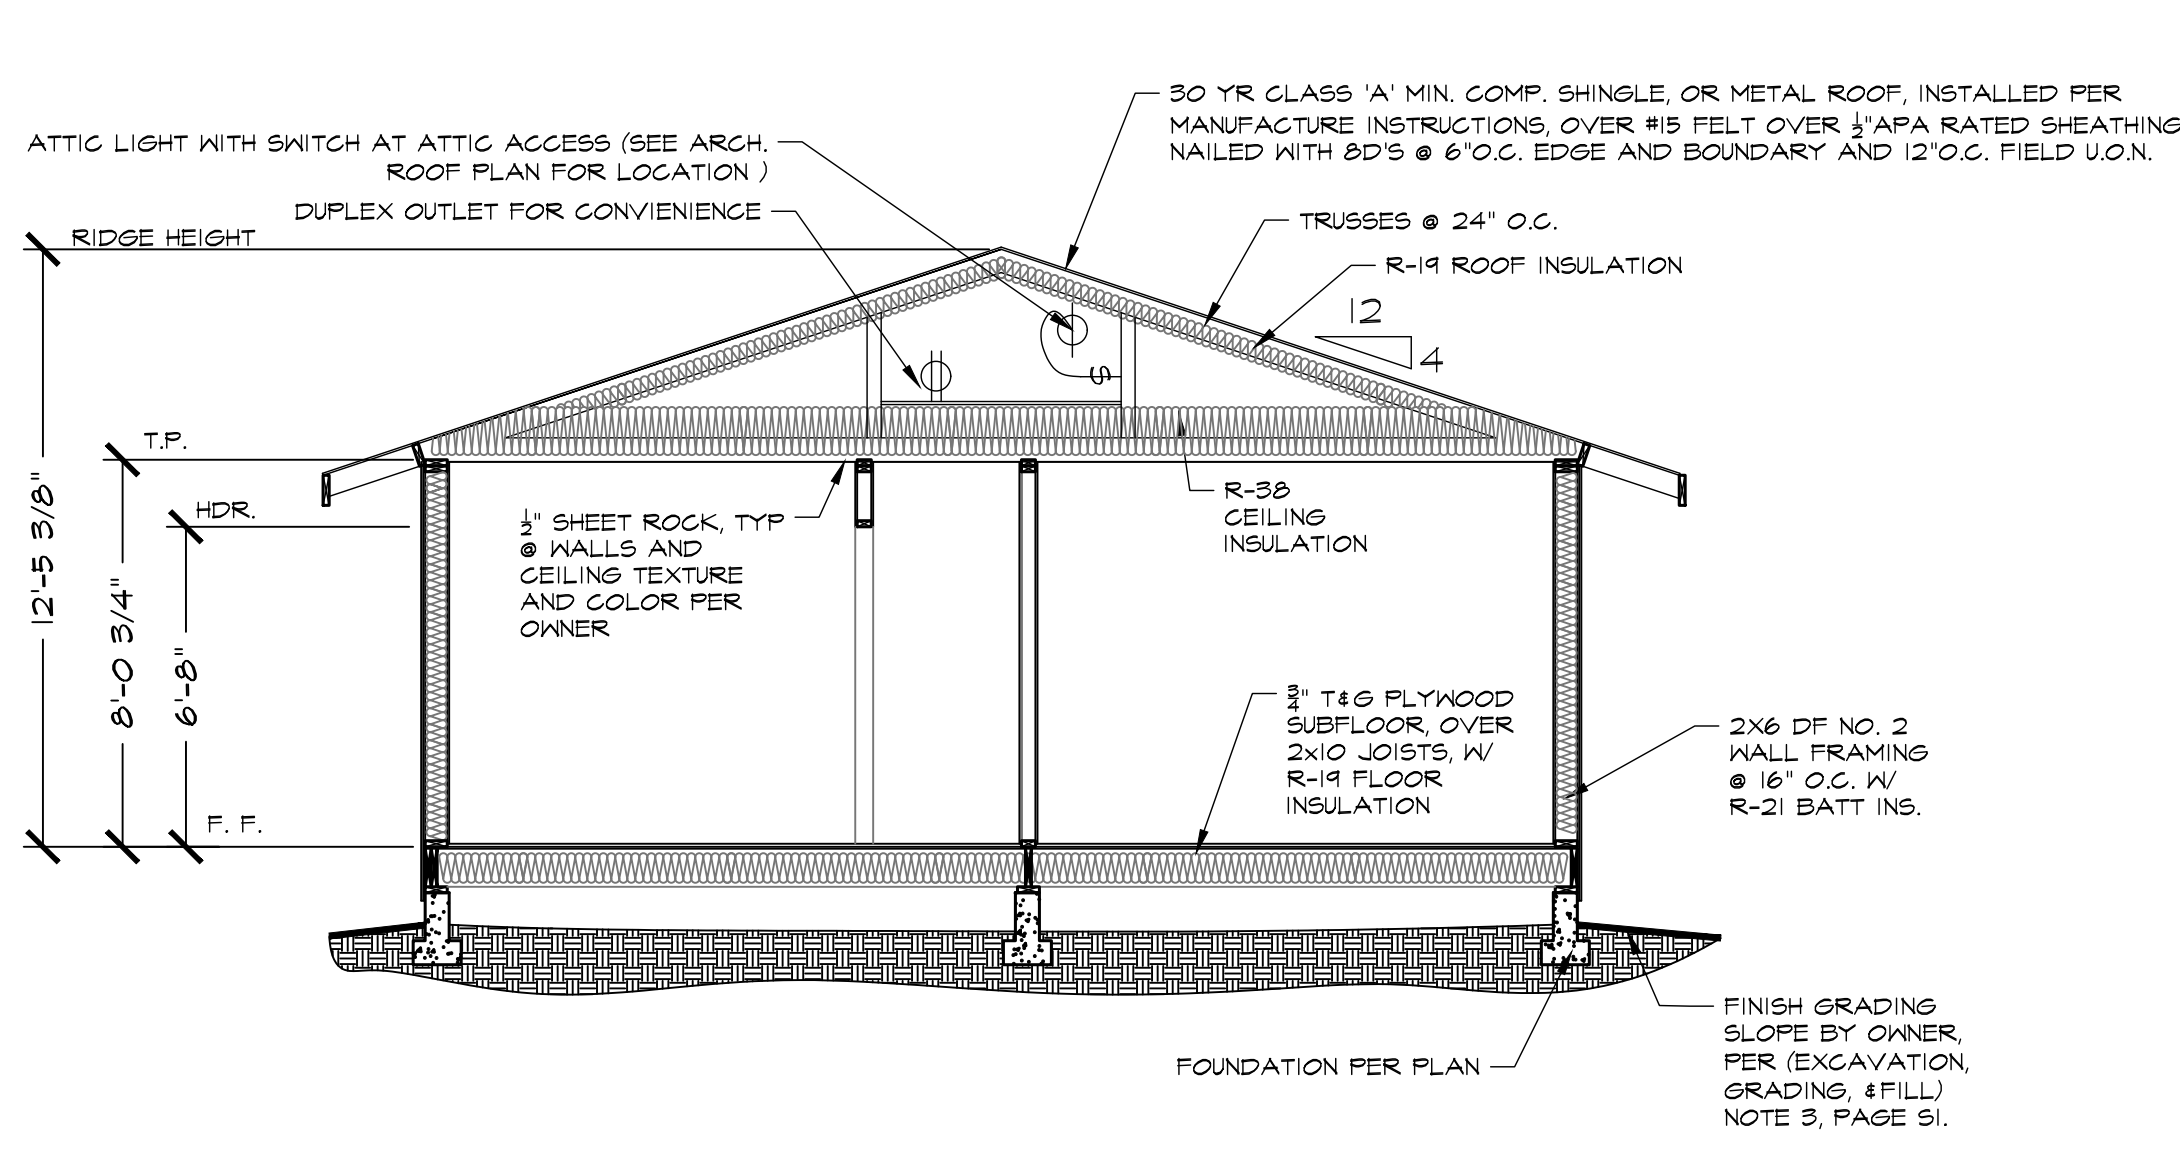 30 YR CLASS 'A' MIN. COMP. SHINGLE, OR METAL ROOF, INSTALLED PER
MANUFACTURE INSTRUCTIONS, OVER #15 FELT OVER 1/2"APA RATED SHEATHING
NAILED WITH 8D'S @ 6"O.C. EDGE AND BOUNDARY AND 12"O.C. FIELD U.O.N.
ATTIC LIGHT WITH SWITCH AT ATTIC ACCESS (SEE ARCH.
ROOF PLAN FOR LOCATION )
DUPLEX OUTLET FOR CONVIENIENCE
RIDGE HEIGHT
TRUSSES @ 24" O.C.
R-19 ROOF INSULATION
12
4
S
T.P.
HDR.
12'-5 3/8"
8'-0 3/4"
6'-8"
F. F.
1/2" SHEET ROCK, TYP
@ WALLS AND
CEILING TEXTURE
AND COLOR PER
OWNER
R-38
CEILING
INSULATION
3/4" T&G PLYWOOD
SUBFLOOR, OVER
2x10 JOISTS, W/
R-19 FLOOR
INSULATION
2X6 DF NO. 2
WALL FRAMING
@ 16" O.C. W/
R-21 BATT INS.
FINISH GRADING
SLOPE BY OWNER,
PER (EXCAVATION,
GRADING, &FILL)
NOTE 3, PAGE S1.
FOUNDATION PER PLAN